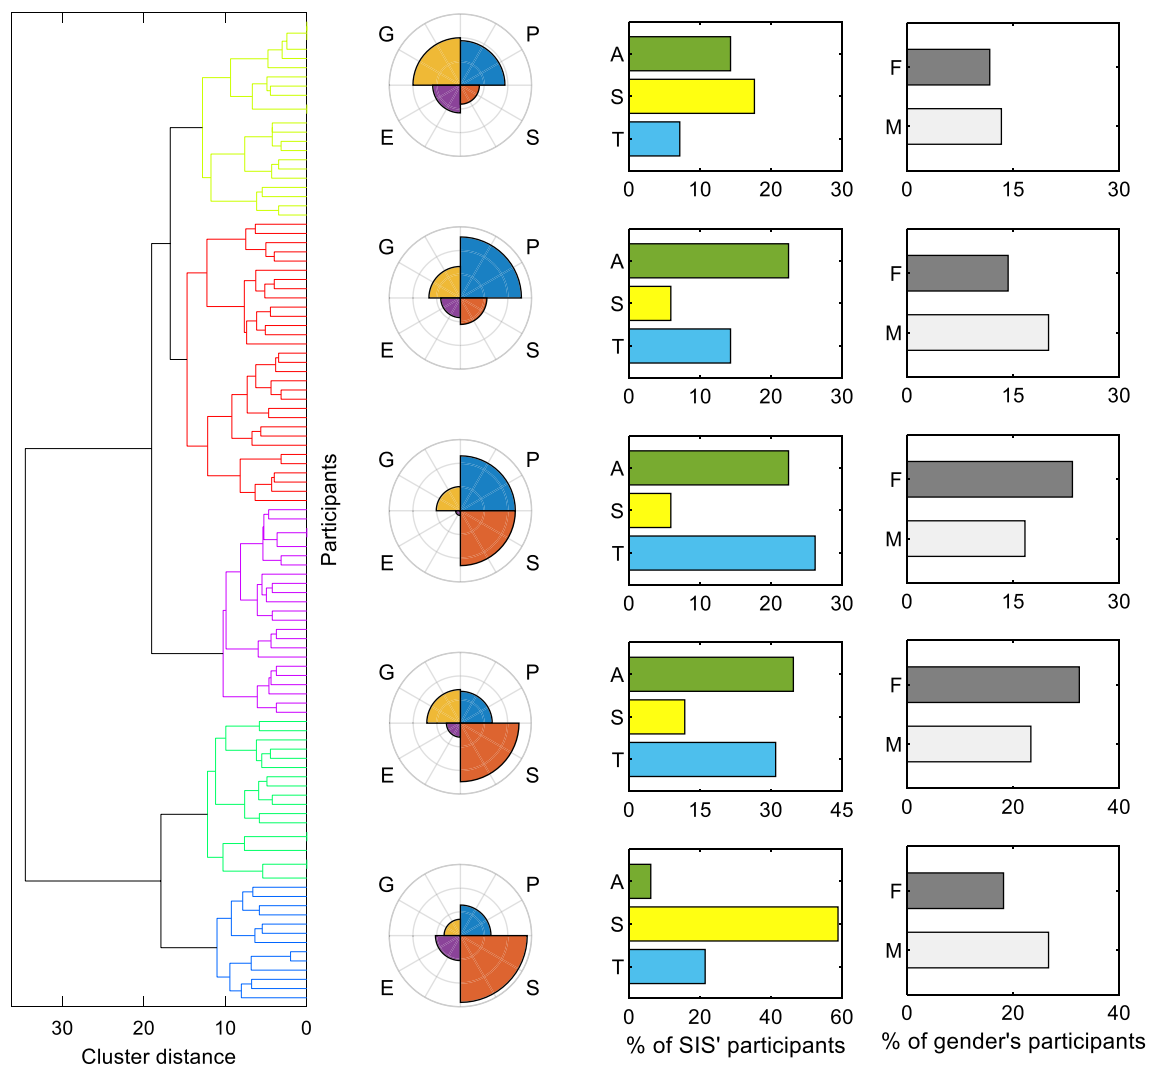 G P
E S
A
S
T
0 10 20 30
F
M
0 15 30
G P
E S
A
S
T
0 10 20 30
F
M
0 15 30
G P
E S
A
S
T
0 10 20 30
F
M
0 15 30
G P
E S
A
S
T
0 15 30 45
F
M
0 20 40
G P
E S
A
S
T
0 20 40 60
% of SIS' participants
F
M
0 20 40
% of gender's participants
Participants
30 20 10 0
Cluster distance